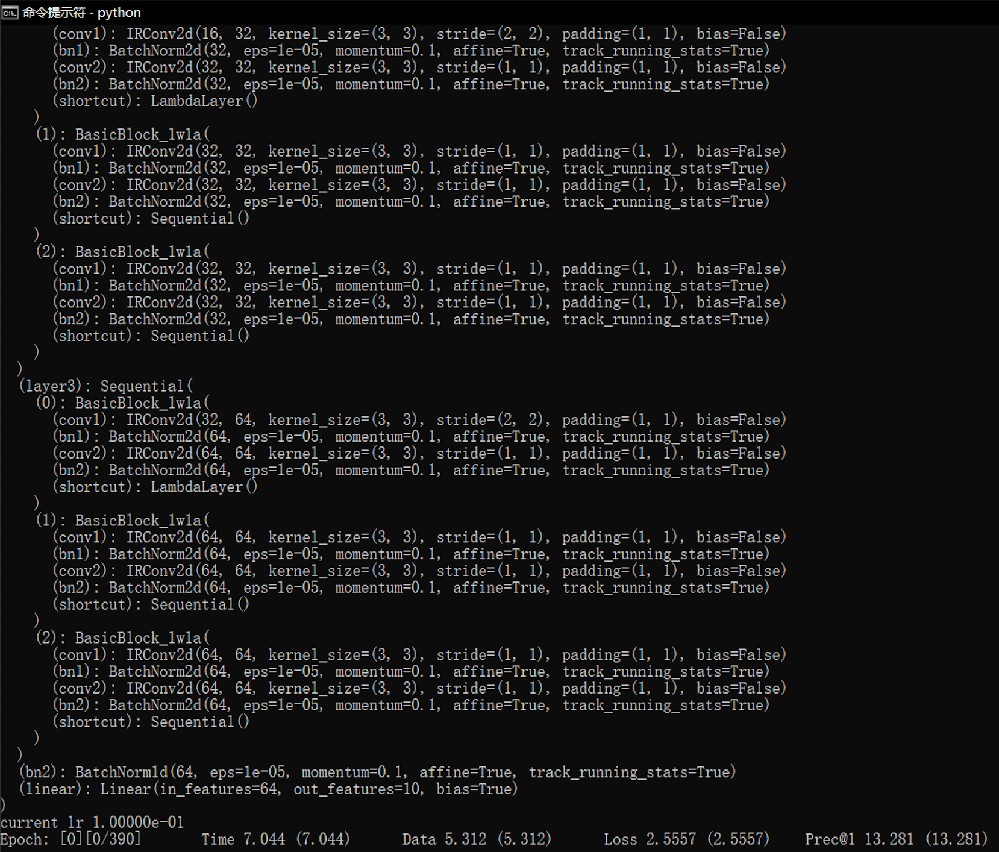 命令提示符 - python
(conv1): IRConv2d(16, 32, kernel_size=(3, 3), stride=(2, 2), padding=(1, 1), bias=False)
(bn1): BatchNorm2d(32, eps=1e-05, momentum=0.1, affine=True, track_running_stats=True)
(conv2): IRConv2d(32, 32, kernel_size=(3, 3), stride=(1, 1), padding=(1, 1), bias=False)
(bn2): BatchNorm2d(32, eps=1e-05, momentum=0.1, affine=True, track_running_stats=True)
(shortcut): LambdaLayer()
)
(1): BasicBlock_1w1a(
(conv1): IRConv2d(32, 32, kernel_size=(3, 3), stride=(1, 1), padding=(1, 1), bias=False)
(bn1): BatchNorm2d(32, eps=1e-05, momentum=0.1, affine=True, track_running_stats=True)
(conv2): IRConv2d(32, 32, kernel_size=(3, 3), stride=(1, 1), padding=(1, 1), bias=False)
(bn2): BatchNorm2d(32, eps=1e-05, momentum=0.1, affine=True, track_running_stats=True)
(shortcut): Sequential()
)
(2): BasicBlock_1w1a(
(conv1): IRConv2d(32, 32, kernel_size=(3, 3), stride=(1, 1), padding=(1, 1), bias=False)
(bn1): BatchNorm2d(32, eps=1e-05, momentum=0.1, affine=True, track_running_stats=True)
(conv2): IRConv2d(32, 32, kernel_size=(3, 3), stride=(1, 1), padding=(1, 1), bias=False)
(bn2): BatchNorm2d(32, eps=1e-05, momentum=0.1, affine=True, track_running_stats=True)
(shortcut): Sequential()
)
)
(layer3): Sequential(
(0): BasicBlock_1w1a(
(conv1): IRConv2d(32, 64, kernel_size=(3, 3), stride=(2, 2), padding=(1, 1), bias=False)
(bn1): BatchNorm2d(64, eps=1e-05, momentum=0.1, affine=True, track_running_stats=True)
(conv2): IRConv2d(64, 64, kernel_size=(3, 3), stride=(1, 1), padding=(1, 1), bias=False)
(bn2): BatchNorm2d(64, eps=1e-05, momentum=0.1, affine=True, track_running_stats=True)
(shortcut): LambdaLayer()
)
(1): BasicBlock_1w1a(
(conv1): IRConv2d(64, 64, kernel_size=(3, 3), stride=(1, 1), padding=(1, 1), bias=False)
(bn1): BatchNorm2d(64, eps=1e-05, momentum=0.1, affine=True, track_running_stats=True)
(conv2): IRConv2d(64, 64, kernel_size=(3, 3), stride=(1, 1), padding=(1, 1), bias=False)
(bn2): BatchNorm2d(64, eps=1e-05, momentum=0.1, affine=True, track_running_stats=True)
(shortcut): Sequential()
)
(2): BasicBlock_1w1a(
(conv1): IRConv2d(64, 64, kernel_size=(3, 3), stride=(1, 1), padding=(1, 1), bias=False)
(bn1): BatchNorm2d(64, eps=1e-05, momentum=0.1, affine=True, track_running_stats=True)
(conv2): IRConv2d(64, 64, kernel_size=(3, 3), stride=(1, 1), padding=(1, 1), bias=False)
(bn2): BatchNorm2d(64, eps=1e-05, momentum=0.1, affine=True, track_running_stats=True)
(shortcut): Sequential()
)
)
(bn2): BatchNorm1d(64, eps=1e-05, momentum=0.1, affine=True, track_running_stats=True)
(linear): Linear(in_features=64, out_features=10, bias=True)
)
current lr 1.00000e-01
Epoch: [0][0/390] Time 7.044 (7.044) Data 5.312 (5.312) Loss 2.5557 (2.5557) Prec@1 13.281 (13.281)